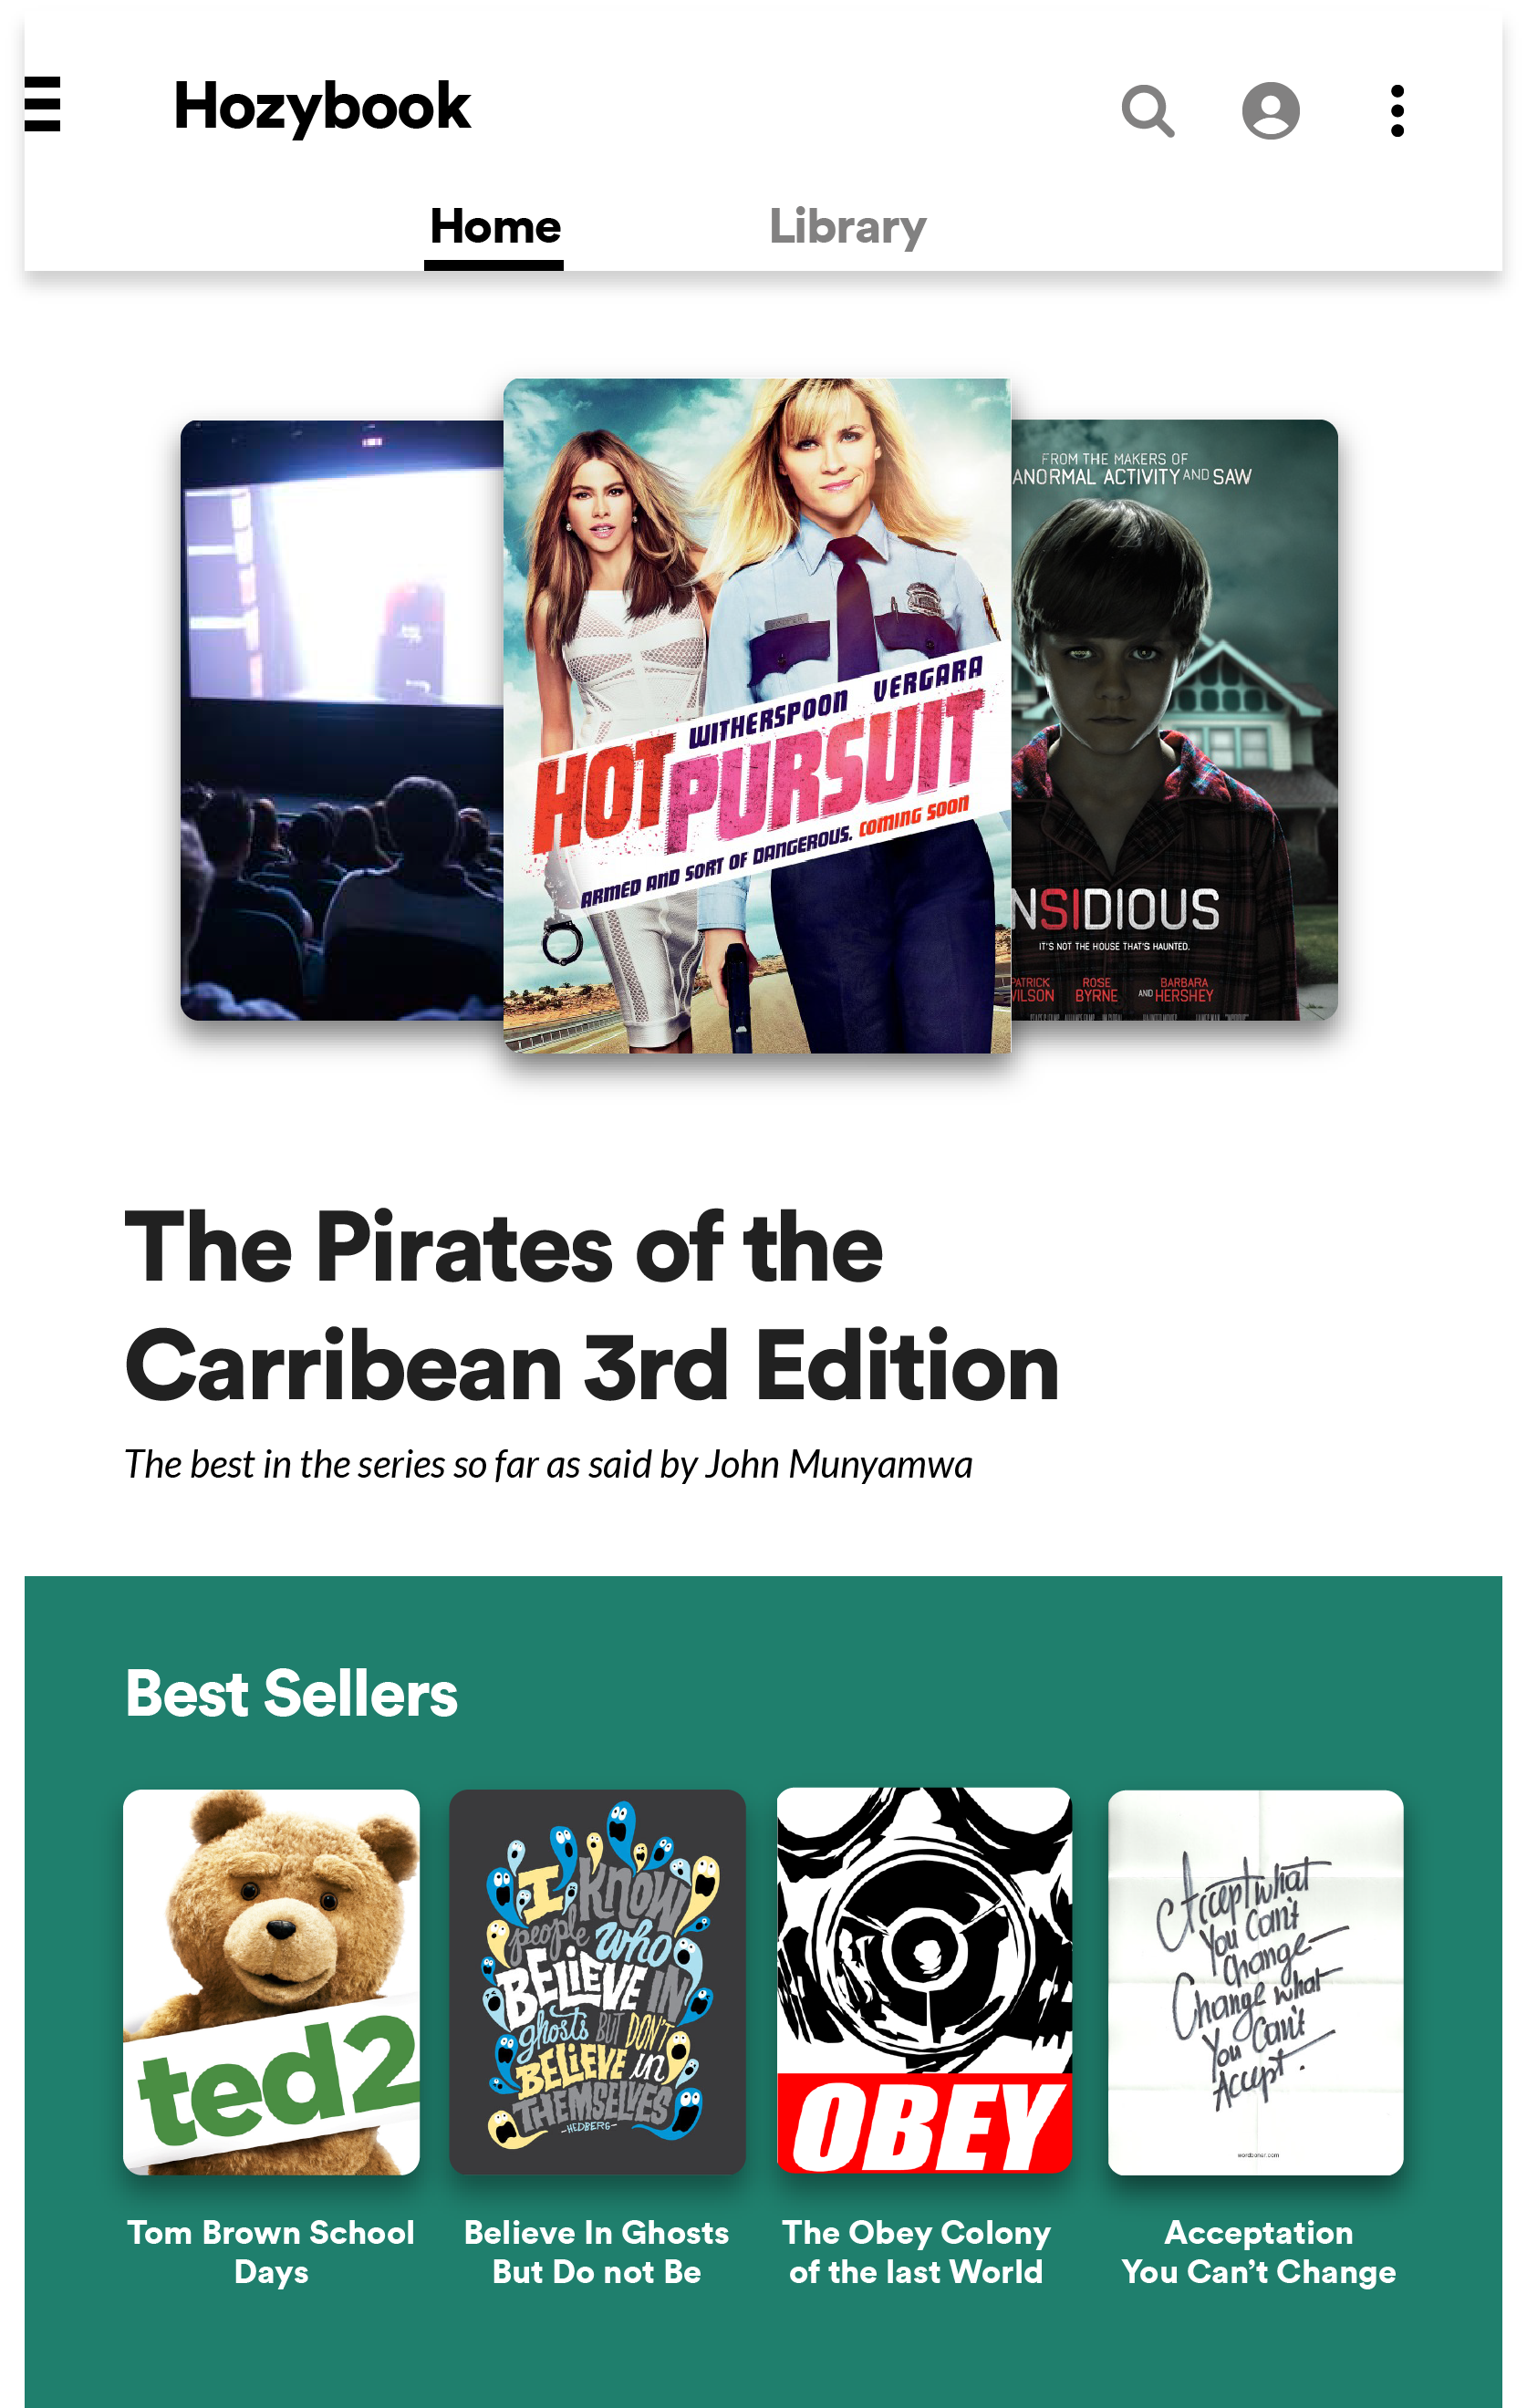 Hozybook
Home
Library
FROM THE MAKERS OF
ANORMAL ACTIVITY AND SAW
WITHERSPOON VERGARA
HOT PURSUIT
ARMED AND SORT OF DANGEROUS. COMING SOON
NSIDIOUS
IT'S NOT THE HOUSE THAT'S HAUNTED.
PATRICK
WILSON
ROSE
BYRNE
AND BARBARA
HERSHEY
The Pirates of the
Carribean 3rd Edition
The best in the series so far as said by John Munyamwa
Best Sellers
ted2
I KNOW
people who
BELIEVE IN
ghosts BUT DON'T
BELIEVE in
THEMSELVES
-HEDBERG-
OBEY
Accept what
You Can't
Change
Change what
You Can't
Accept.
wordboner.com
Tom Brown School
Days
Believe In Ghosts
But Do not Be
The Obey Colony
of the last World
Acceptation
You Can't Change